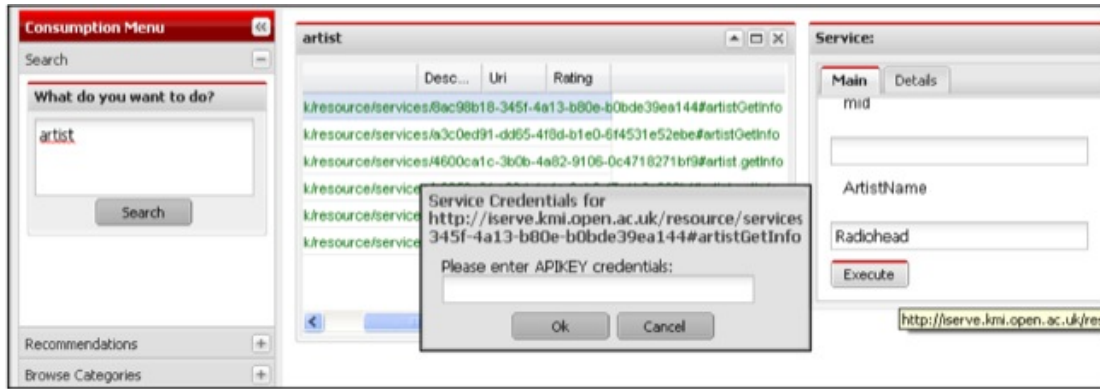 Consumption Menu
Search
What do you want to do?
artist
Search
Recommendations
Browse Categories
artist
Desc... Uri Rating
k/resource/services/8ac98b18-345f-4a13-b80e-b0bde39ea144#artistGetInfo
k/resource/services/a3c0ed91-dd65-4f8d-b1e0-6f4531e52ebe#artistGetInfo
k/resource/services/4600ca1c-3b0b-4a82-9106-0c4718271bf9#artist.getInfo
k/resource/service
k/resource/service
k/resource/service
Service Credentials for
http://iserve.kmi.open.ac.uk/resource/services
345f-4a13-b80e-b0bde39ea144#artistGetInfo
Please enter APIKEY credentials:
Ok Cancel
Service:
Main Details
mid
ArtistName
Radiohead
Execute
http://iserve.kmi.open.ac.uk/res